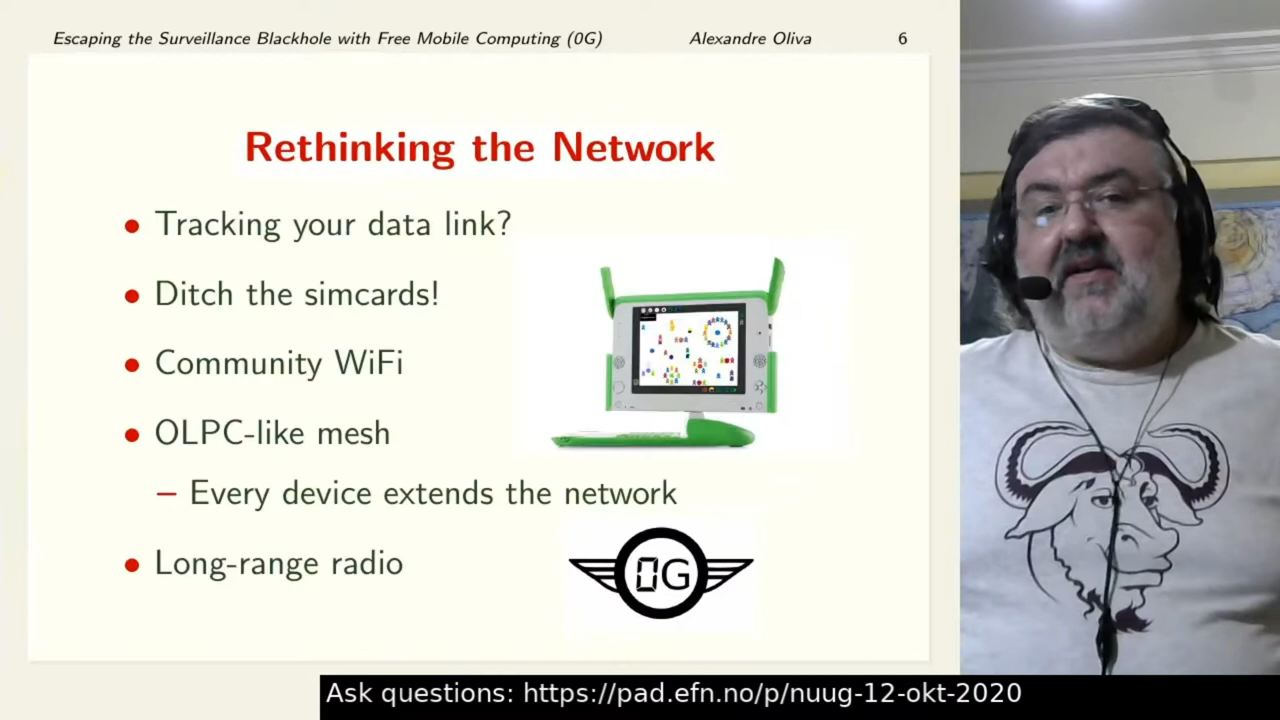 Escaping the Surveillance Blackhole with Free Mobile Computing (0G) Alexandre Oliva 6
Rethinking the Network
• Tracking your data link?
• Ditch the simcards!
• Community WiFi
• OLPC-like mesh
– Every device extends the network
• Long-range radio
0G
Ask questions: https://pad.efn.no/p/nuug-12-okt-2020